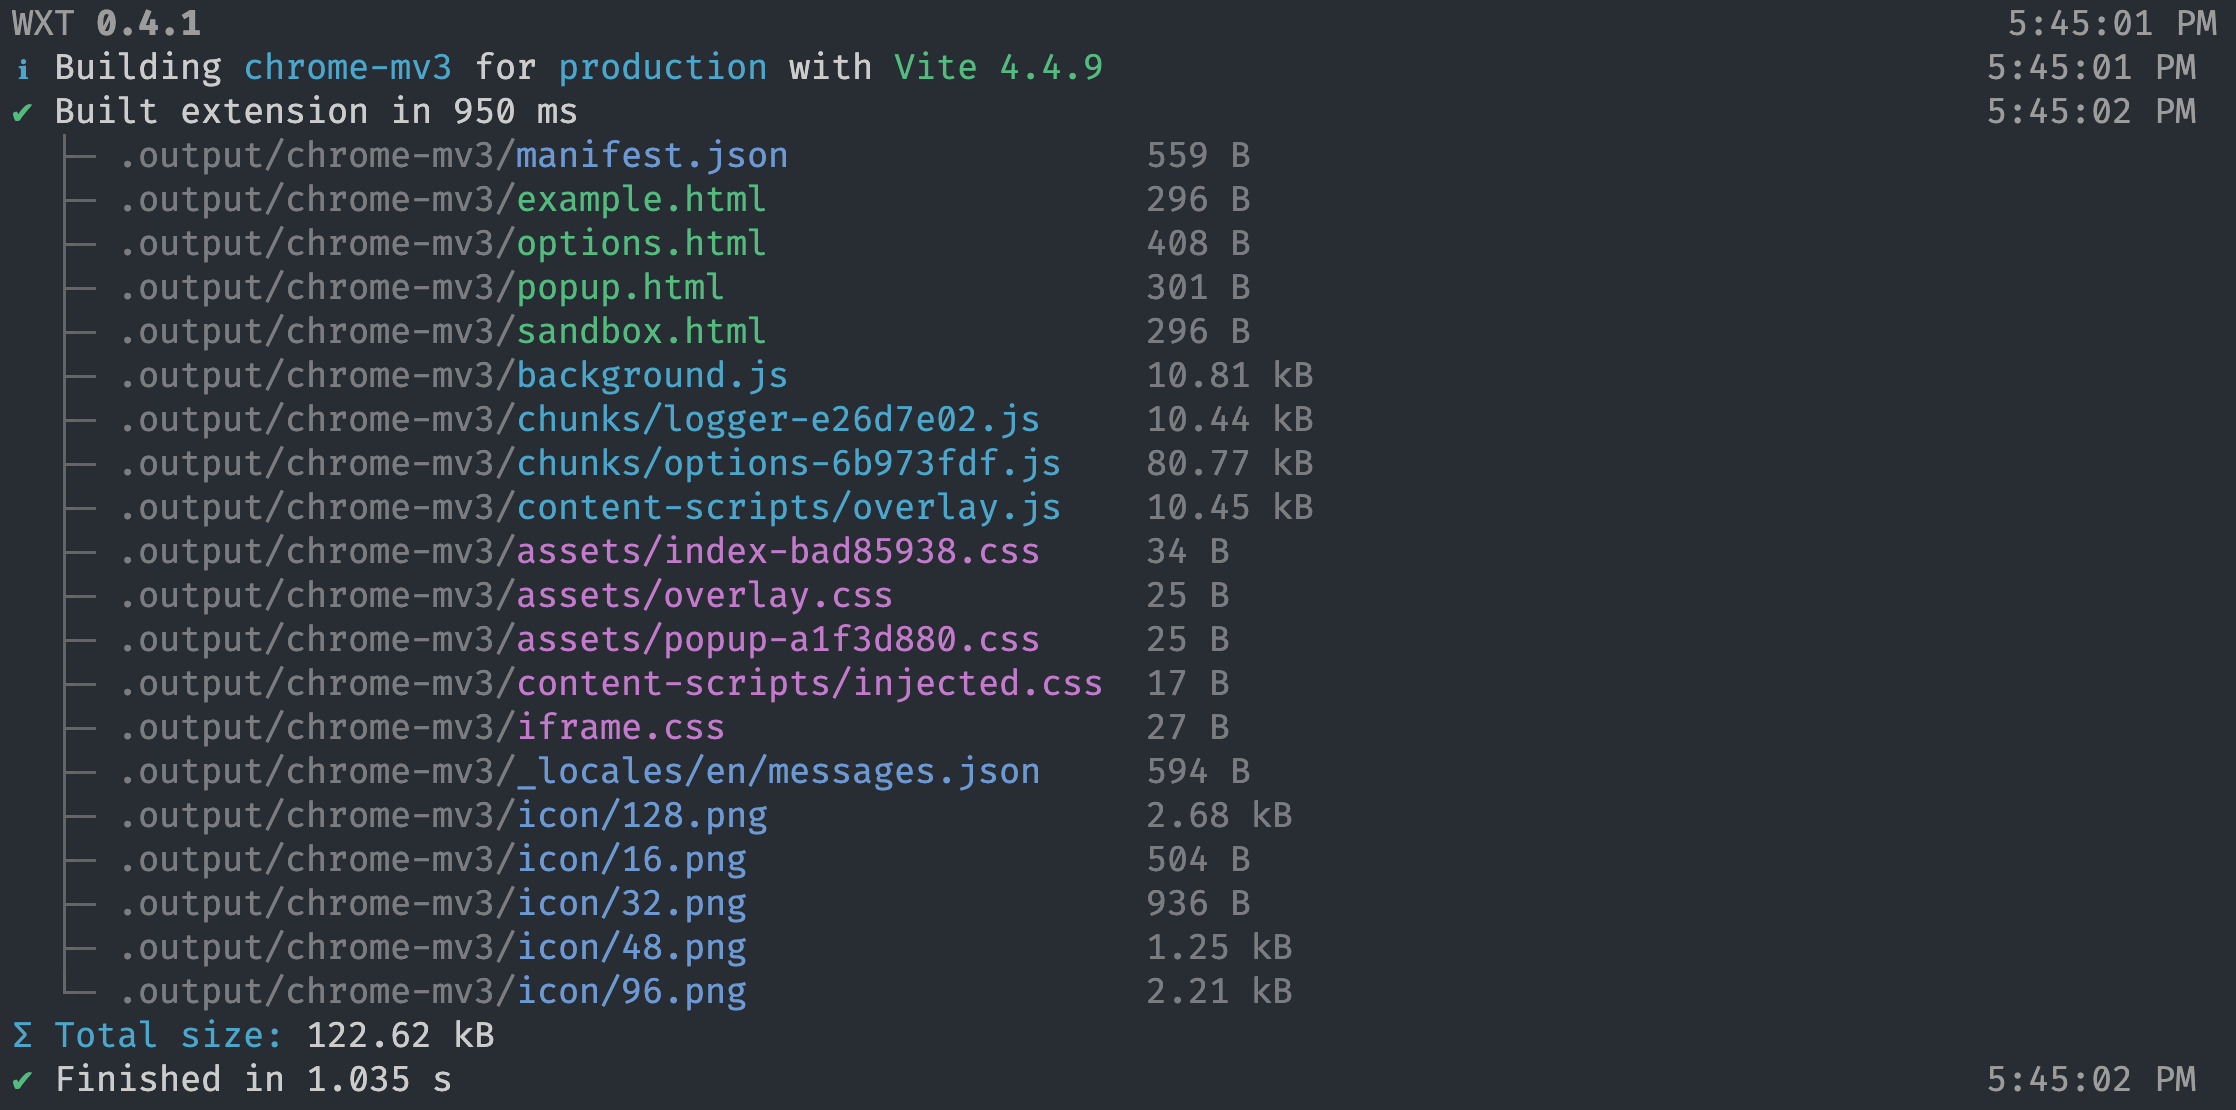 WXT 0.4.1 5:45:01 PM
ℹ Building chrome-mv3 for production with Vite 4.4.9 5:45:01 PM
✔ Built extension in 950 ms 5:45:02 PM
├─ .output/chrome-mv3/manifest.json 559 B
├─ .output/chrome-mv3/example.html 296 B
├─ .output/chrome-mv3/options.html 408 B
├─ .output/chrome-mv3/popup.html 301 B
├─ .output/chrome-mv3/sandbox.html 296 B
├─ .output/chrome-mv3/background.js 10.81 kB
├─ .output/chrome-mv3/chunks/logger-e26d7e02.js 10.44 kB
├─ .output/chrome-mv3/chunks/options-6b973fdf.js 80.77 kB
├─ .output/chrome-mv3/content-scripts/overlay.js 10.45 kB
├─ .output/chrome-mv3/assets/index-bad85938.css 34 B
├─ .output/chrome-mv3/assets/overlay.css 25 B
├─ .output/chrome-mv3/assets/popup-a1f3d880.css 25 B
├─ .output/chrome-mv3/content-scripts/injected.css 17 B
├─ .output/chrome-mv3/iframe.css 27 B
├─ .output/chrome-mv3/_locales/en/messages.json 594 B
├─ .output/chrome-mv3/icon/128.png 2.68 kB
├─ .output/chrome-mv3/icon/16.png 504 B
├─ .output/chrome-mv3/icon/32.png 936 B
├─ .output/chrome-mv3/icon/48.png 1.25 kB
└─ .output/chrome-mv3/icon/96.png 2.21 kB
Σ Total size: 122.62 kB
✔ Finished in 1.035 s 5:45:02 PM